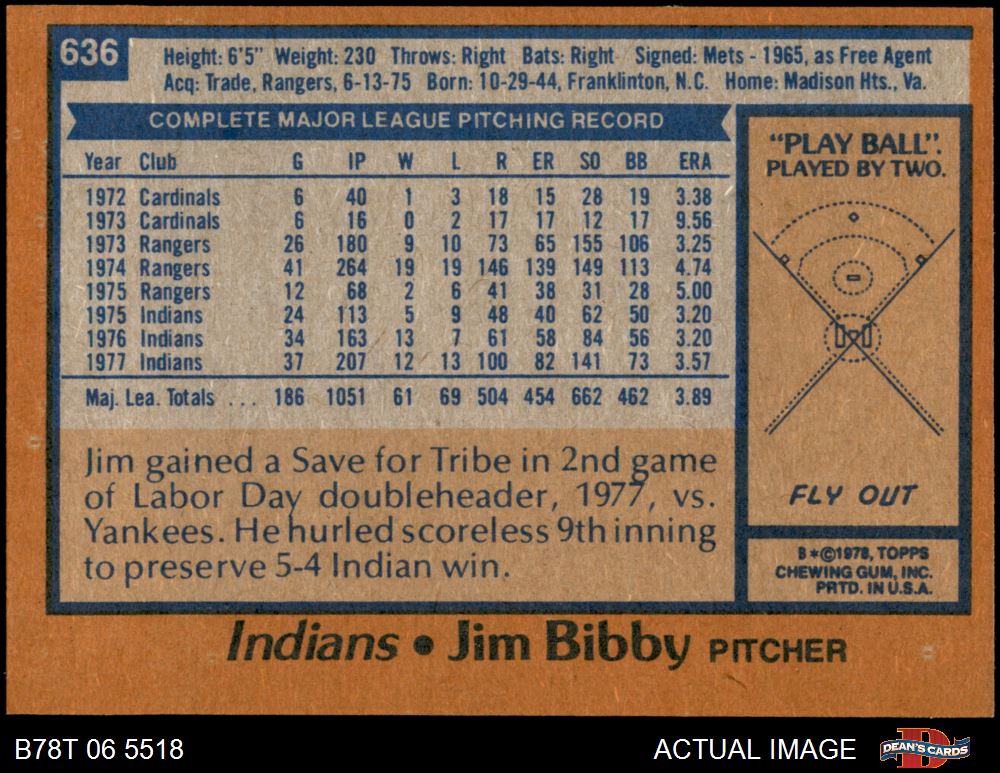 636
Height: 6'5" Weight: 230 Throws: Right Bats: Right Signed: Mets - 1965, as Free Agent
Acq: Trade, Rangers, 6-13-75 Born: 10-29-44, Franklinton, N.C. Home: Madison Hts., Va.
COMPLETE MAJOR LEAGUE PITCHING RECORD
Year Club G IP W L R ER SO BB ERA
1972 Cardinals 6 40 1 3 18 15 28 19 3.38
1973 Cardinals 6 16 0 2 17 17 12 17 9.56
1973 Rangers 26 180 9 10 73 65 155 106 3.25
1974 Rangers 41 264 19 19 146 139 149 113 4.74
1975 Rangers 12 68 2 6 41 38 31 28 5.00
1975 Indians 24 113 5 9 48 40 62 50 3.20
1976 Indians 34 163 13 7 61 58 84 56 3.20
1977 Indians 37 207 12 13 100 82 141 73 3.57
Maj. Lea. Totals ... 186 1051 61 69 504 454 662 462 3.89
Jim gained a Save for Tribe in 2nd game
of Labor Day doubleheader, 1977, vs.
Yankees. He hurled scoreless 9th inning
to preserve 5-4 Indian win.
"PLAY BALL".
PLAYED BY TWO.
FLY OUT
B*©1978, TOPPS
CHEWING GUM, INC.
PRTD. IN U.S.A.
Indians • Jim Bibby PITCHER
B78T 06 5518
ACTUAL IMAGE
DEAN'S CARDS